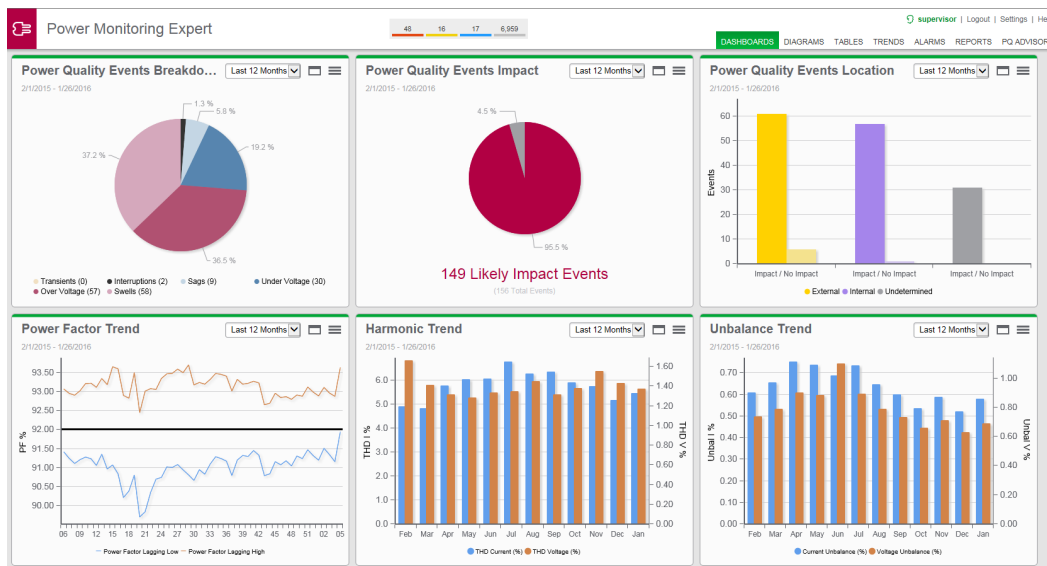 supervisor | Logout | Settings | He
Power Monitoring Expert
48 16 17 6,959
DASHBOARDS DIAGRAMS TABLES TRENDS ALARMS REPORTS PQ ADVISOR
Power Quality Events Breakdo... Last 12 Months
2/1/2015 - 1/26/2016
1.3 %
5.8 %
19.2 %
37.2 %
36.5 %
Transients (0) Interruptions (2) Sags (9) Under Voltage (30)
Over Voltage (57) Swells (58)
Power Quality Events Impact Last 12 Months
2/1/2015 - 1/26/2016
4.5 %
95.5 %
149 Likely Impact Events
(156 Total Events)
Power Quality Events Location Last 12 Months
2/1/2015 - 1/26/2016
Events
60
50
40
30
20
10
0
Impact / No Impact Impact / No Impact Impact / No Impact
External Internal Undetermined
Power Factor Trend Last 12 Months
2/1/2015 - 1/26/2016
PF %
93.50
93.00
92.50
92.00
91.50
91.00
90.50
90.00
06 09 12 15 18 21 24 27 30 33 36 39 42 45 48 51 02 05
Power Factor Lagging Low Power Factor Lagging High
Harmonic Trend Last 12 Months
2/1/2015 - 1/26/2016
THD I %
6.0
5.0
4.0
3.0
2.0
1.0
0.0
1.60
1.40
1.20
1.00
0.80
0.60
0.40
0.20
0.00
THD V %
Feb Mar Apr May Jun Jul Aug Sep Oct Nov Dec Jan
THD Current (%) THD Voltage (%)
Unbalance Trend Last 12 Months
2/1/2015 - 1/26/2016
Unbal I %
0.70
0.60
0.50
0.40
0.30
0.20
0.10
0.00
1.00
0.80
0.60
0.40
0.20
0.00
Unbal V %
Feb Mar Apr May Jun Jul Aug Sep Oct Nov Dec Jan
Current Unbalance (%) Voltage Unbalance (%)